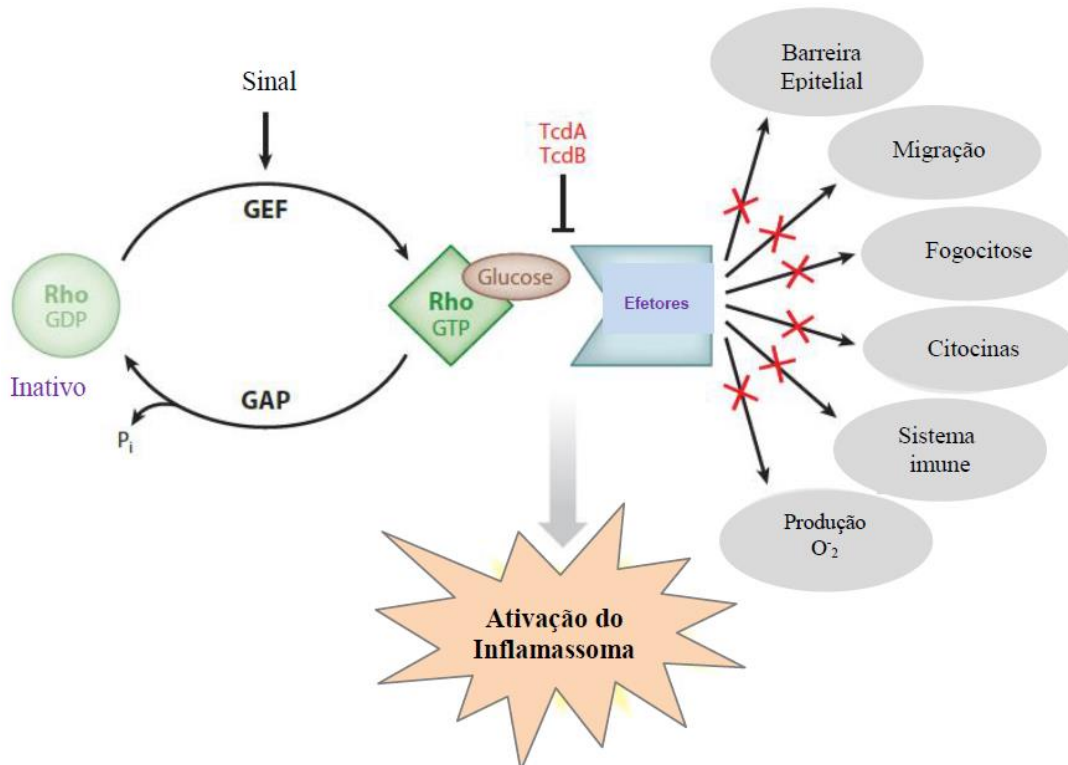 Barreira
Epitelial
Sinal
TcdA
TcdB
Migração
GEF
Fogocitose
Glucose
Rho
GDP
Rho
GTP
Efetores
Citocinas
Inativo
GAP
Pi
Sistema
imune
Produção
O⁻₂
Ativação do
Inflamassoma